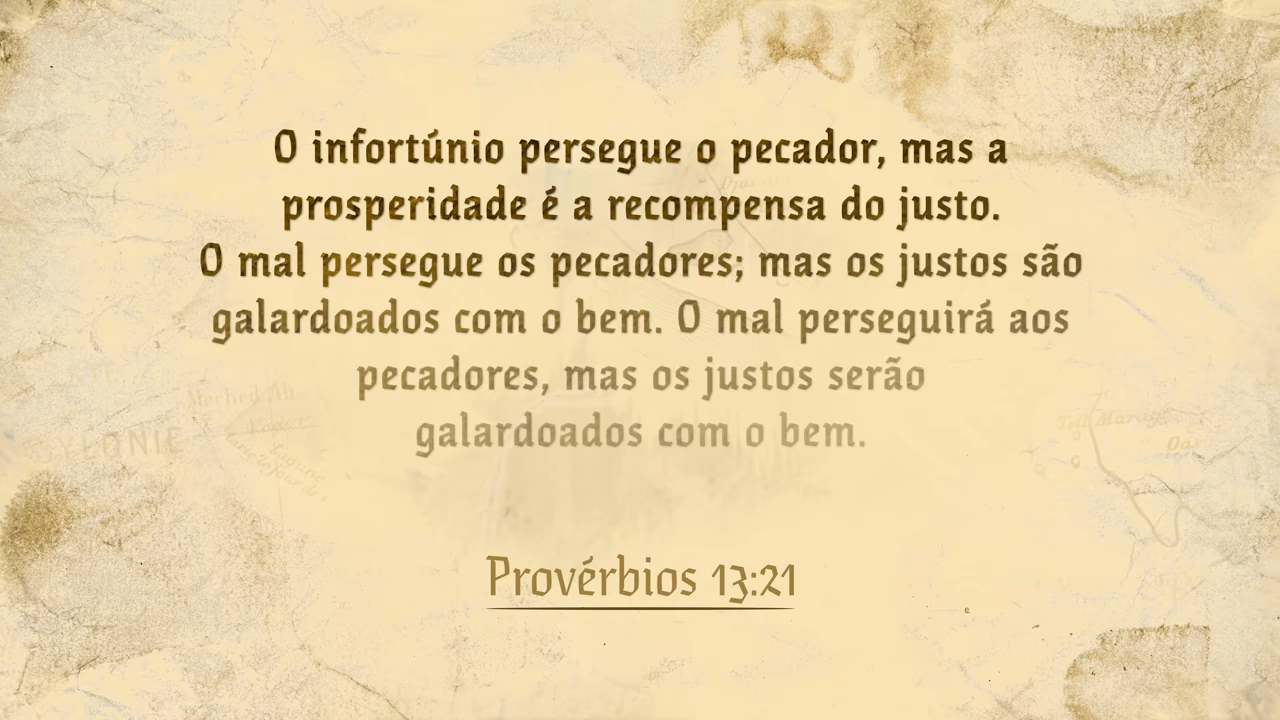 O infortúnio persegue o pecador, mas a
prosperidade é a recompensa do justo.
O mal persegue os pecadores; mas os justos são
galardoados com o bem. O mal perseguirá aos
pecadores, mas os justos serão
galardoados com o bem.
Provérbios 13:21